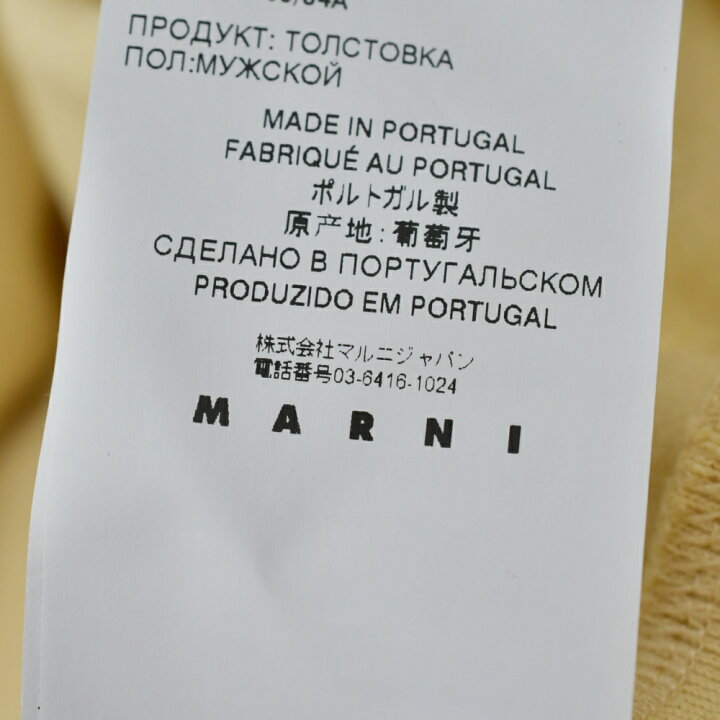 ПРОДУКТ: ТОЛСТОВКА
ПОЛ:МУЖСКОЙ
MADE IN PORTUGAL
FABRIQUÉ AU PORTUGAL
ポルトガル製
原产地:葡萄牙
СДЕЛАНО В ПОРТУГАЛЬСКОМ
PRODUZIDO EM PORTUGAL
株式会社マルニジャパン
電話番号03-6416-1024
MARNI